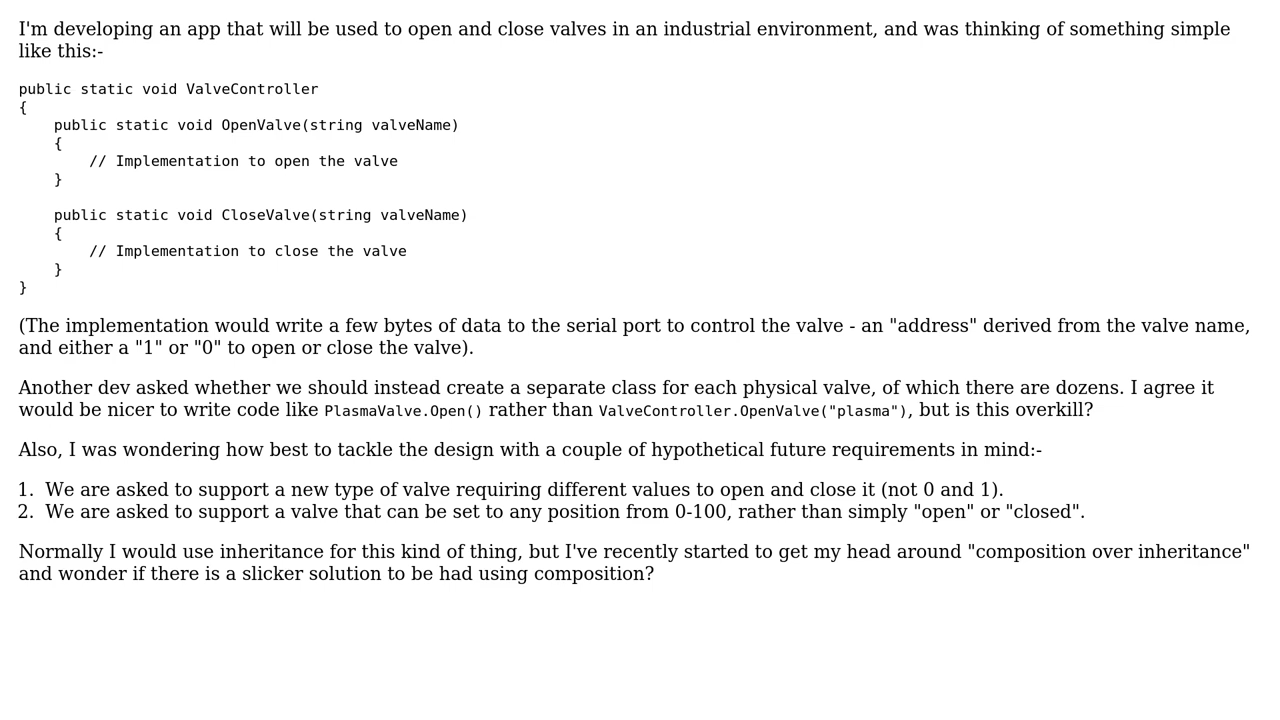 I'm developing an app that will be used to open and close valves in an industrial environment, and was thinking of something simple
like this:-
public static void ValveController
{
    public static void OpenValve(string valveName)
    {
        // Implementation to open the valve
    }
    public static void CloseValve(string valveName)
    {
        // Implementation to close the valve
    }
}
(The implementation would write a few bytes of data to the serial port to control the valve - an "address" derived from the valve name,
and either a "1" or "0" to open or close the valve).
Another dev asked whether we should instead create a separate class for each physical valve, of which there are dozens. I agree it
would be nicer to write code like PlasmaValve.Open() rather than ValveController.OpenValve("plasma"), but is this overkill?
Also, I was wondering how best to tackle the design with a couple of hypothetical future requirements in mind:-
1. We are asked to support a new type of valve requiring different values to open and close it (not 0 and 1).
2. We are asked to support a valve that can be set to any position from 0-100, rather than simply "open" or "closed".
Normally I would use inheritance for this kind of thing, but I've recently started to get my head around "composition over inheritance"
and wonder if there is a slicker solution to be had using composition?